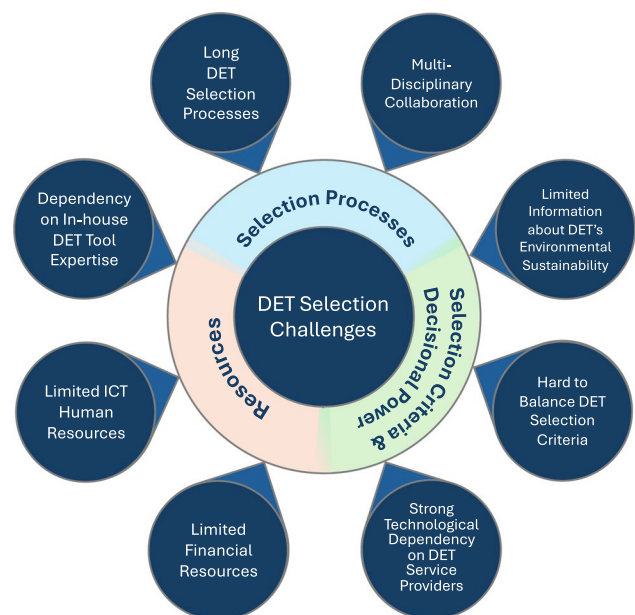 Long
DET
Selection
Processes
Multi-
Disciplinary
Collaboration
Dependency
on In-house
DET Tool
Expertise
Selection Processes
Limited
Information
about DET's
Environmental
Sustainability
DET Selection
Challenges
Selection Criteria &
Decisional Power
Resources
Limited ICT
Human
Resources
Hard to
Balance DET
Selection
Criteria
Limited
Financial
Resources
Strong
Technological
Dependency
on DET
Service
Providers